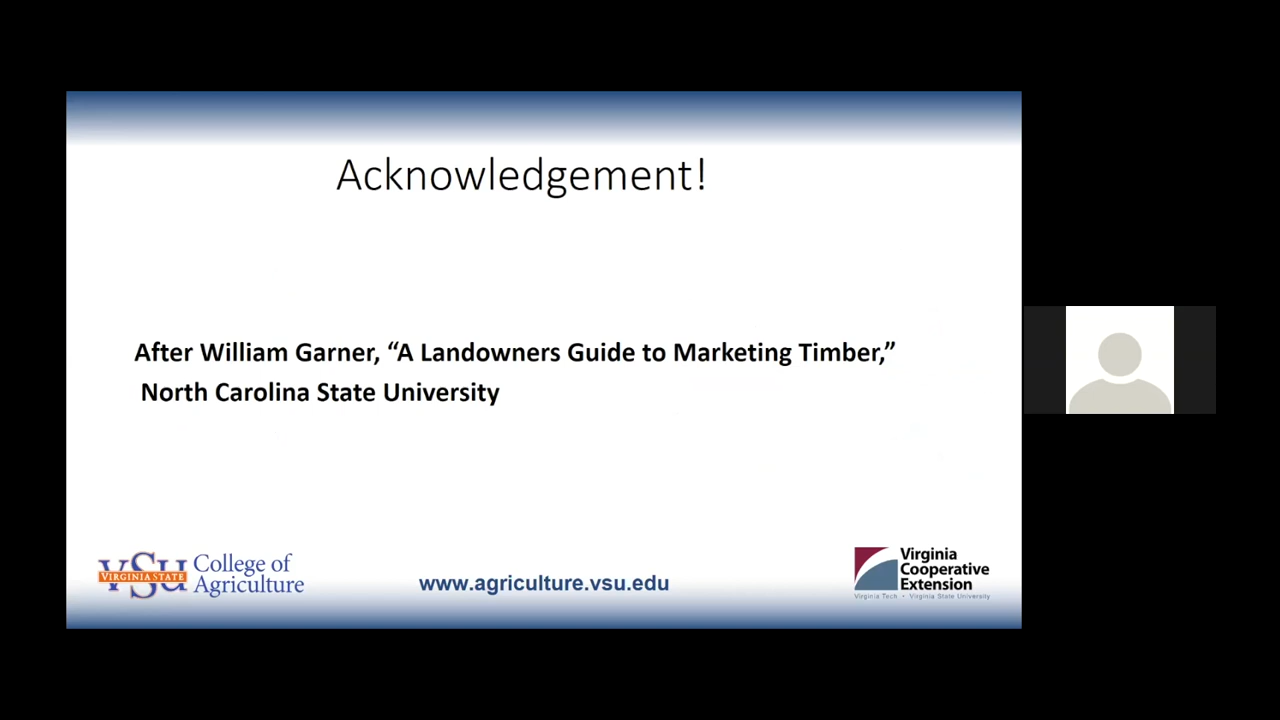 Acknowledgement!
After William Garner, “A Landowners Guide to Marketing Timber,”
North Carolina State University
VSU
VIRGINIA STATE
College of
Agriculture
www.agriculture.vsu.edu
Virginia
Cooperative
Extension
Virginia Tech • Virginia State University